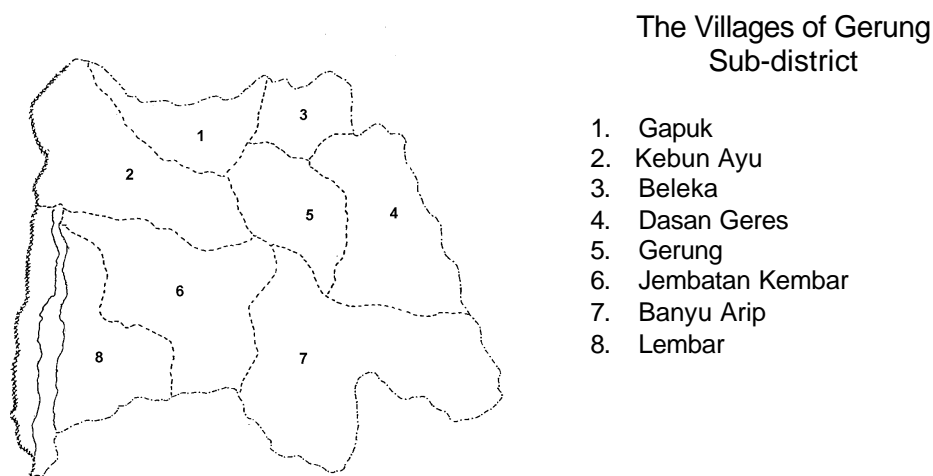 The Villages of Gerung
Sub-district
1. Gapuk
2. Kebun Ayu
3. Beleka
4. Dasan Geres
5. Gerung
6. Jembatan Kembar
7. Banyu Arip
8. Lembar
1
3
2
5
4
6
8
7